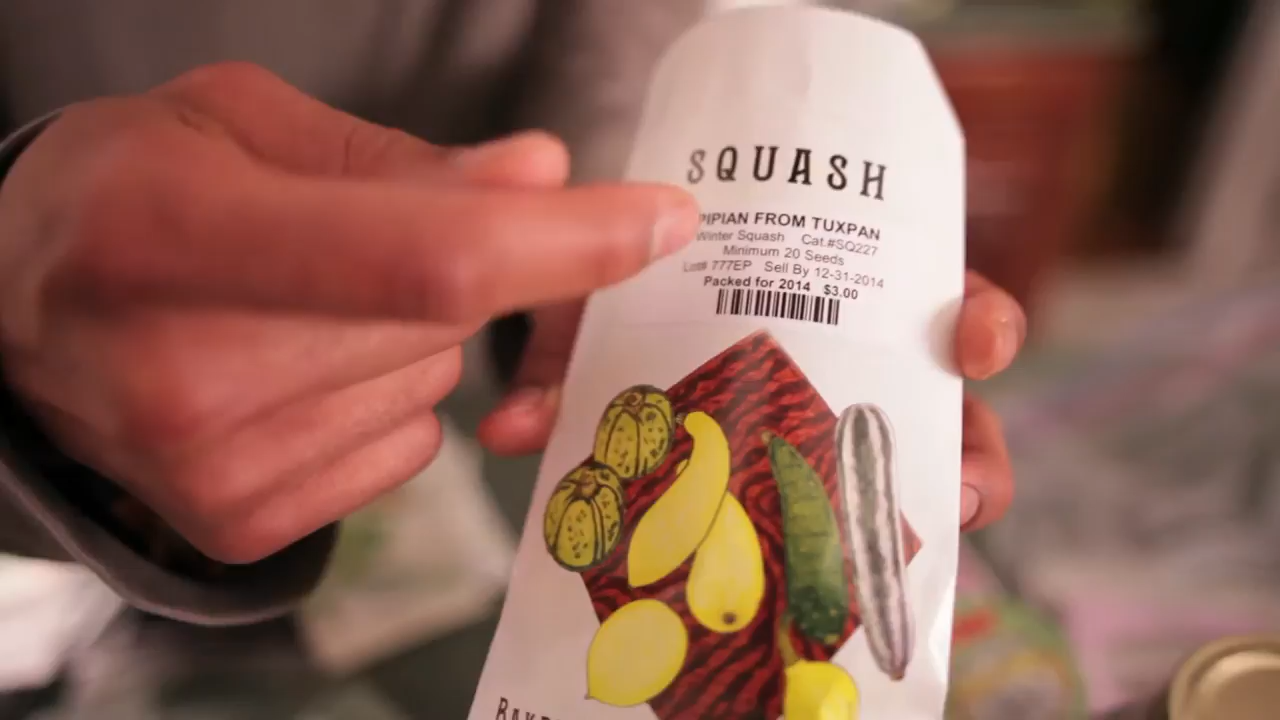 SQUASH
PIPIAN FROM TUXPAN
Winter Squash Cat.#SQ227
Minimum 20 Seeds
Lot# 777EP Sell By 12-31-2014
Packed for 2014 $3.00